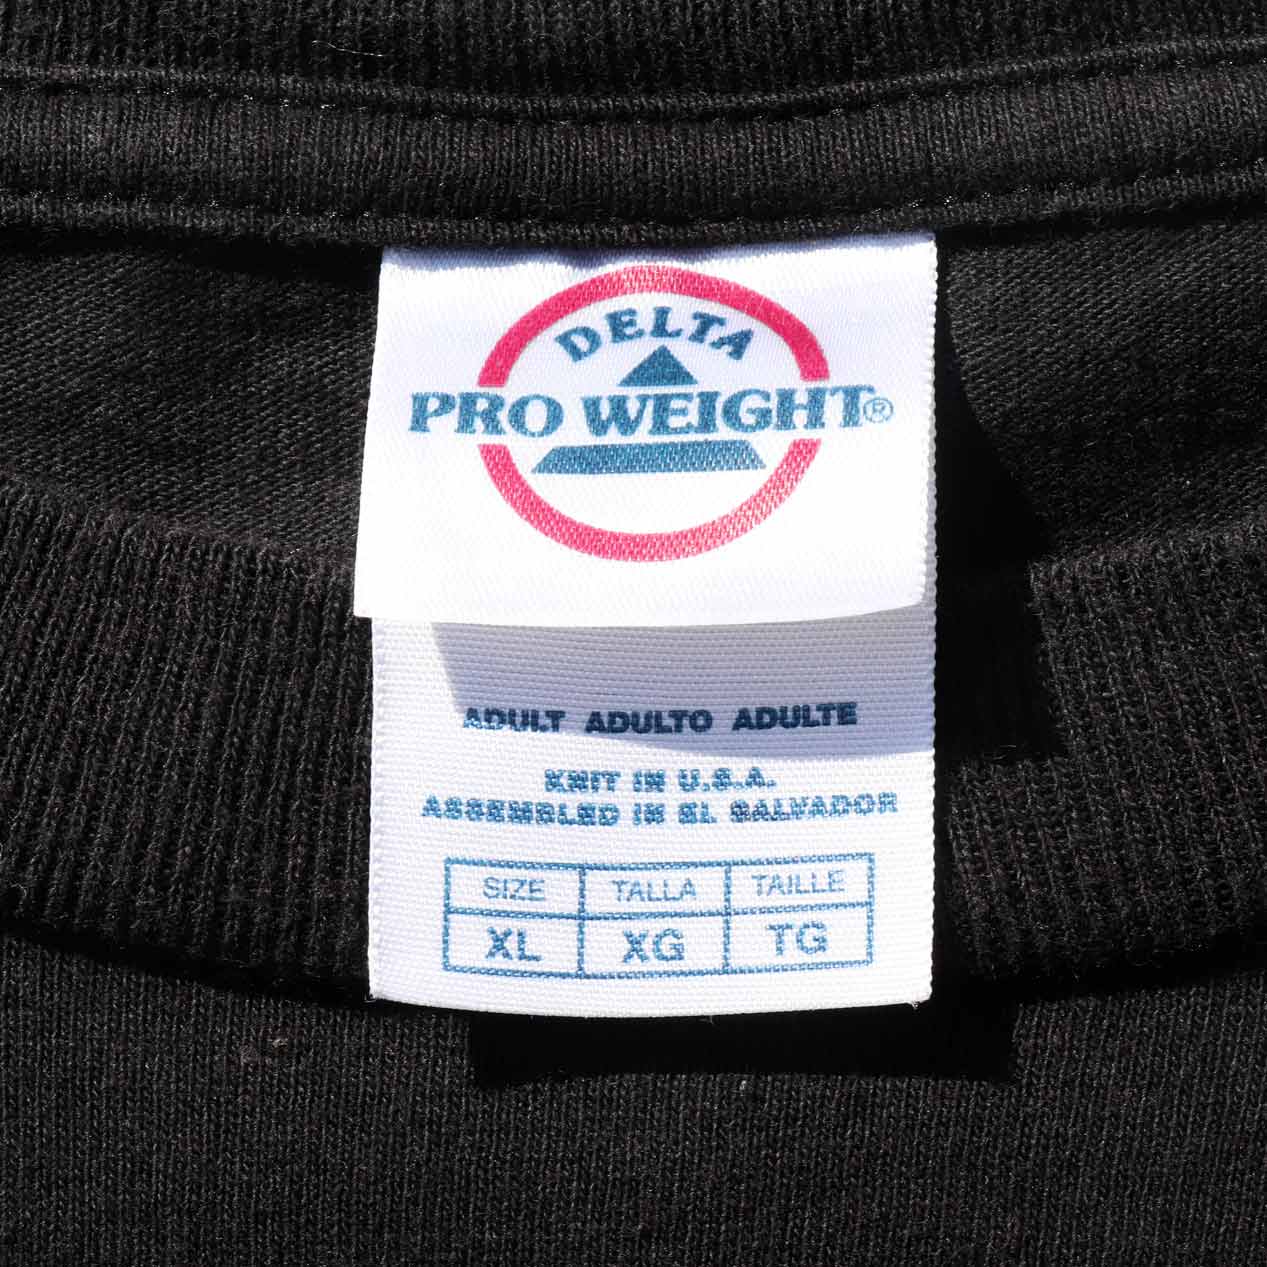 DELTA
PRO WEIGHT®
ADULT ADULTO ADULTE
KNIT IN U.S.A.
ASSEMBLED IN EL SALVADOR
SIZE TALLA TAILLE
XL XG TG